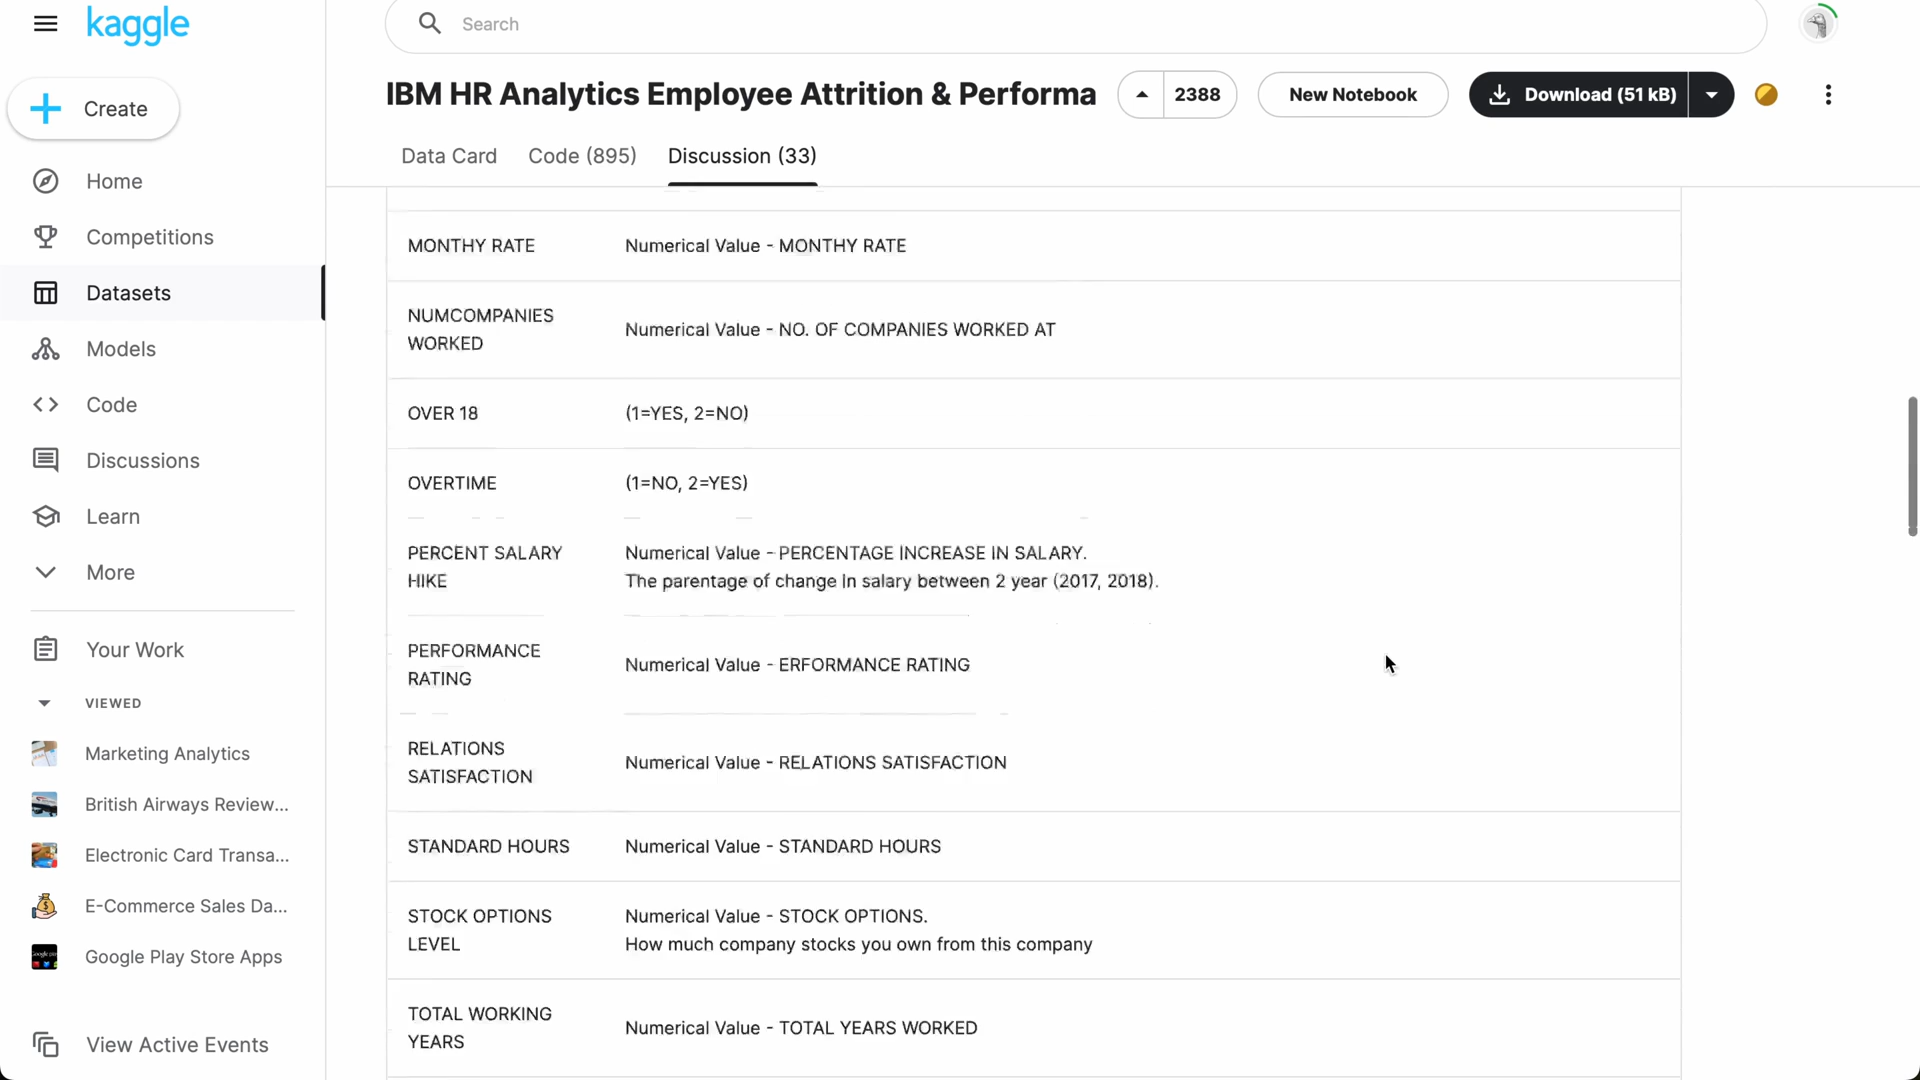 kaggle
Search
Create
IBM HR Analytics Employee Attrition & Performa
2388
New Notebook
Download (51 kB)
Data Card
Code (895)
Discussion (33)
Home
Competitions
Datasets
Models
Code
Discussions
Learn
More
Your Work
VIEWED
Marketing Analytics
British Airways Review...
Electronic Card Transa...
E-Commerce Sales Da...
Google Play Store Apps
View Active Events
MONTHY RATE
Numerical Value - MONTHY RATE
NUMCOMPANIES
WORKED
Numerical Value - NO. OF COMPANIES WORKED AT
OVER 18
(1=YES, 2=NO)
OVERTIME
(1=NO, 2=YES)
PERCENT SALARY
HIKE
Numerical Value - PERCENTAGE INCREASE IN SALARY.
The parentage of change in salary between 2 year (2017, 2018).
PERFORMANCE
RATING
Numerical Value - ERFORMANCE RATING
RELATIONS
SATISFACTION
Numerical Value - RELATIONS SATISFACTION
STANDARD HOURS
Numerical Value - STANDARD HOURS
STOCK OPTIONS
LEVEL
Numerical Value - STOCK OPTIONS.
How much company stocks you own from this company
TOTAL WORKING
YEARS
Numerical Value - TOTAL YEARS WORKED